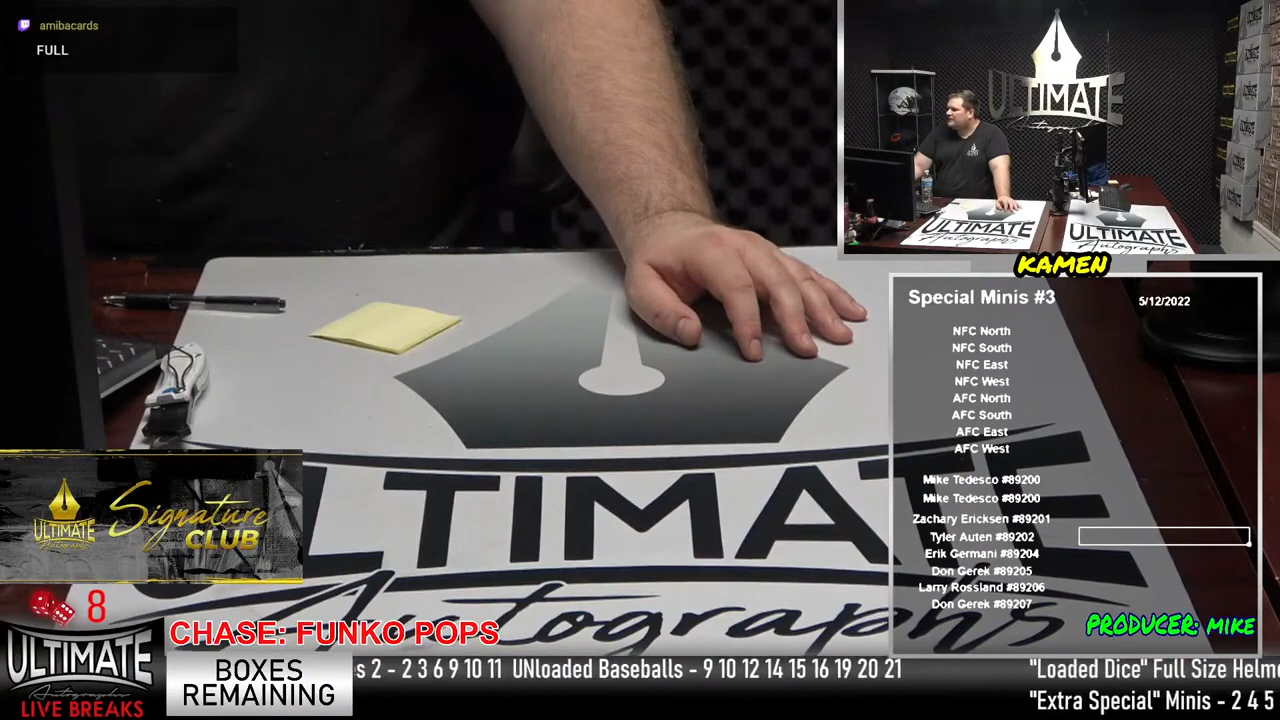 amibacards
FULL
ULTIMATE
ULTIMATE
Autographs
ULTIMATE
Autographs
KAMEN
Special Minis #3
5/12/2022
NFC North
NFC South
NFC East
NFC West
AFC North
AFC South
AFC East
AFC West
Mike Tedesco #89200
Mike Tedesco #89200
Zachary Ericksen #89201
Tyler Auten #89202
Erik Germani #89204
Don Gerek #89205
Larry Rossland #89206
Don Gerek #89207
PRODUCER: MIKE
ULTIMATE
Autographs
ULTIMATE
Autographs
Signature
CLUB
8
ULTIMATE
Autographs
LIVE BREAKS
CHASE: FUNKO POPS
BOXES
REMAINING
s 2 - 2 3 6 9 10 11 UNloaded Baseballs - 9 10 12 14 15 16 19 20 21
"Loaded Dice" Full Size Helm
"Extra Special" Minis - 2 4 5